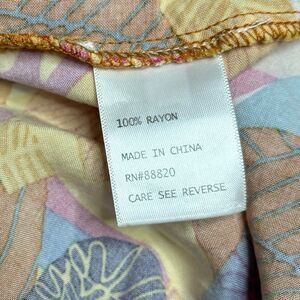 100% RAYON
MADE IN CHINA
RN#88820
CARE SEE REVERSE